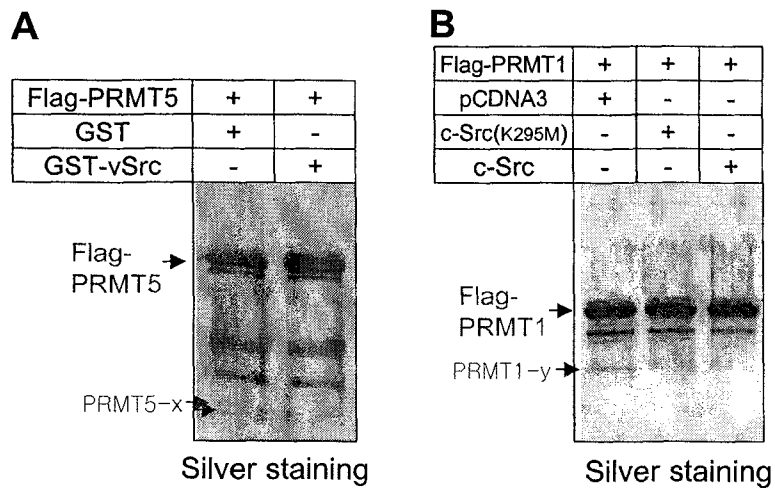 A
Flag-PRMT5 + +
GST + -
GST-vSrc - +
Flag-
PRMT5
PRMT5-x
Silver staining
B
Flag-PRMT1 + + +
pCDNA3 + - -
c-Src(K295M) - + -
c-Src - - +
Flag-
PRMT1
PRMT1-y
Silver staining